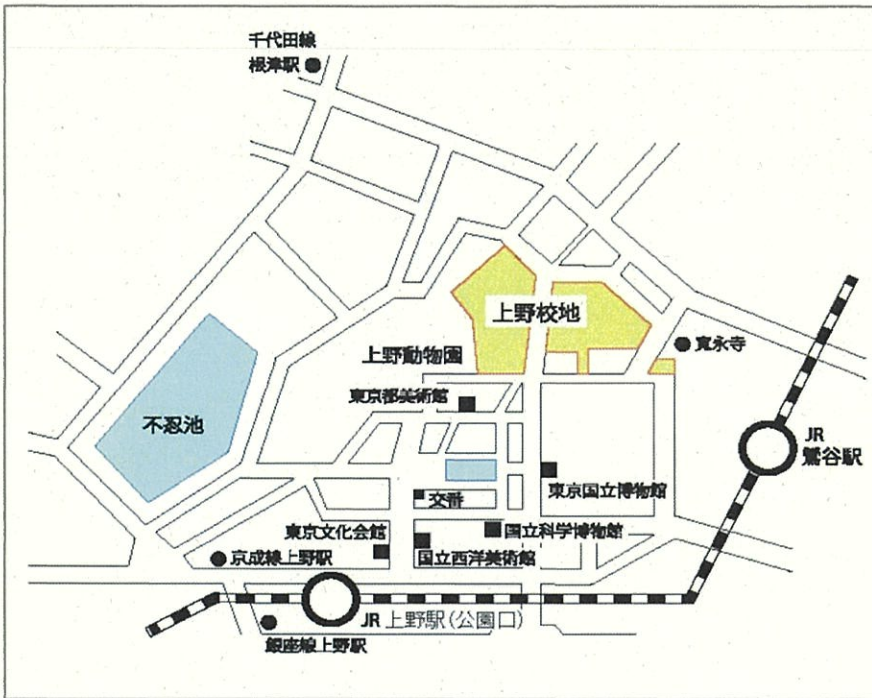 千代田線
根津駅
上野校地
寛永寺
上野動物園
東京都美術館
不忍池
JR
鶯谷駅
東京国立博物館
交番
東京文化会館
国立科学博物館
京成線上野駅
国立西洋美術館
JR 上野駅(公園口)
銀座線上野駅